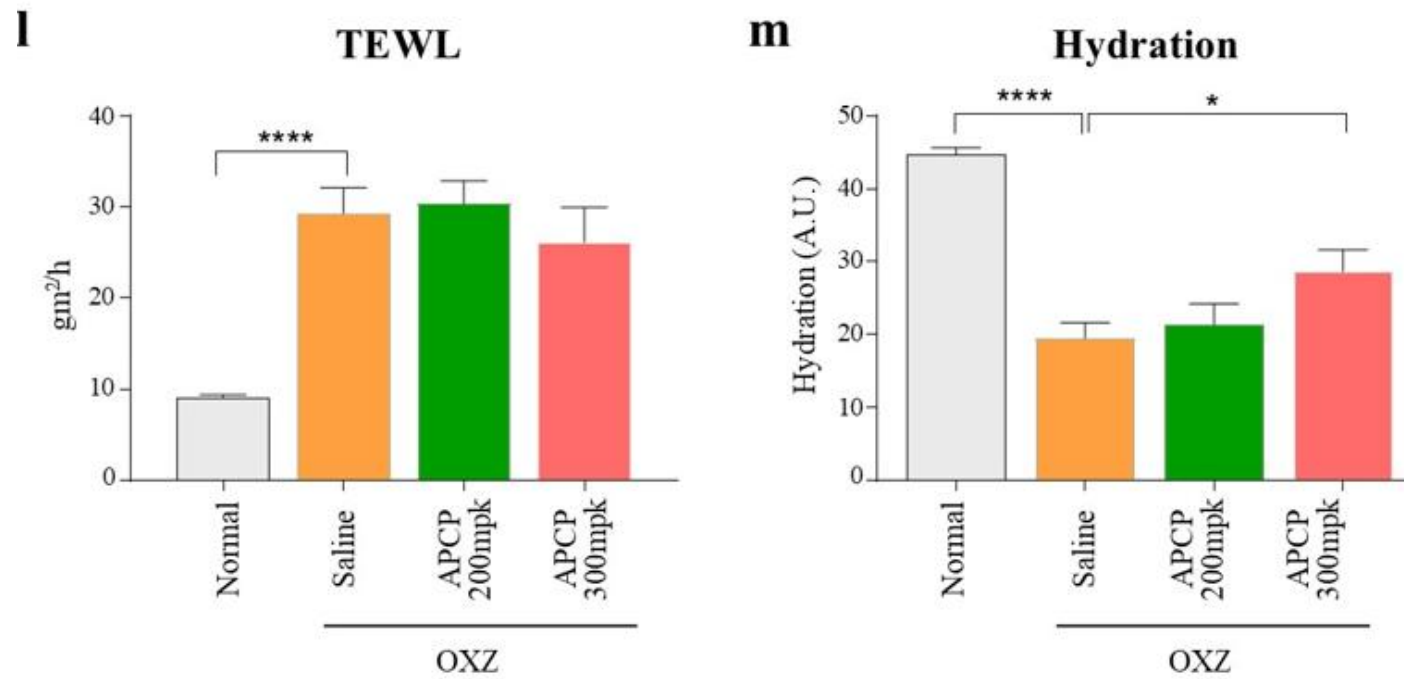 l
TEWL
40
30
20
10
0
gm²/h
****
Normal
Saline
APCP
200mpk
APCP
300mpk
OXZ
m
Hydration
50
40
30
20
10
0
Hydration (A.U.)
****
*
Normal
Saline
APCP
200mpk
APCP
300mpk
OXZ